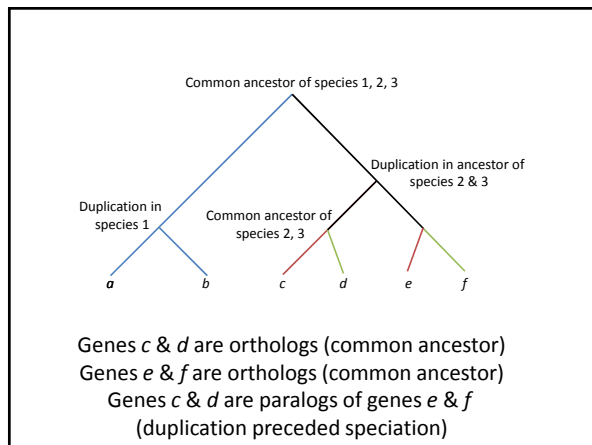 Common ancestor of species 1, 2, 3
Duplication in ancestor of
species 2 & 3
Duplication in
species 1
Common ancestor of
species 2, 3
a
b
c
d
e
f
Genes c & d are orthologs (common ancestor)
Genes e & f are orthologs (common ancestor)
Genes c & d are paralogs of genes e & f
(duplication preceded speciation)